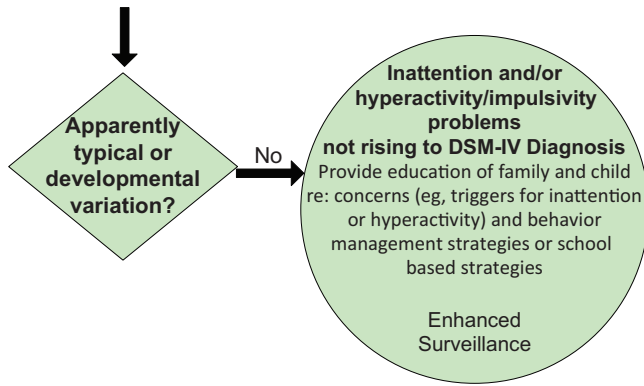 Apparently
typical or
developmental
variation?
No
Inattention and/or
hyperactivity/impulsivity
problems
not rising to DSM-IV Diagnosis
Provide education of family and child
re: concerns (eg, triggers for inattention
or hyperactivity) and behavior
management strategies or school
based strategies
Enhanced
Surveillance